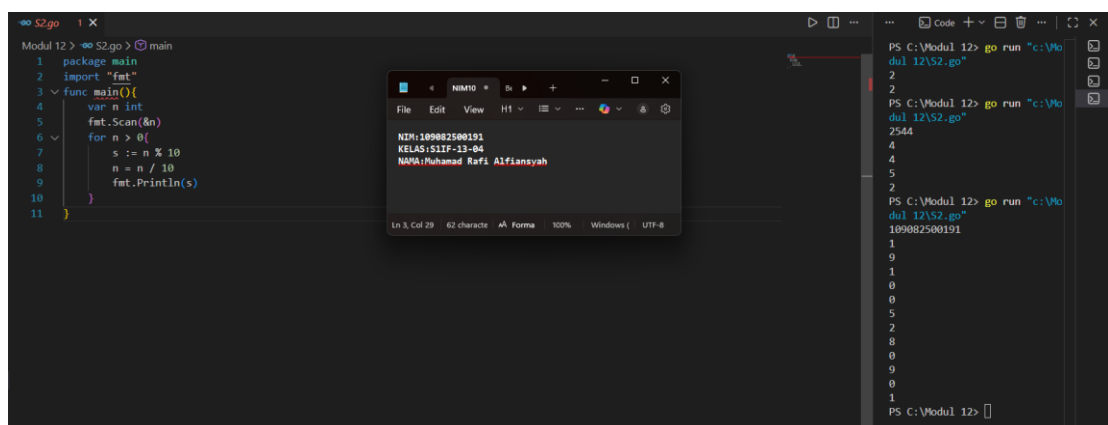 S2.go 1 X
Modul 12 > S2.go > main
1 package main
2 import "fmt"
3 func main(){
4 var n int
5 fmt.Scan(&n)
6 for n > 0{
7 s := n % 10
8 n = n / 10
9 fmt.Println(s)
10 }
11 }
NIM10
File Edit View H1
NIM:109082500191
KELAS:S1IF-13-04
NAMA:Muhamad Rafi Alfiansyah
Ln 3, Col 29 62 characte Forma 100% Windows ( UTF-8
Code
PS C:\Modul 12> go run "c:\Mo
dul 12\S2.go"
2
2
PS C:\Modul 12> go run "c:\Mo
dul 12\S2.go"
2544
4
4
5
2
PS C:\Modul 12> go run "c:\Mo
dul 12\S2.go"
109082500191
1
9
1
0
0
5
2
8
0
9
0
1
PS C:\Modul 12>